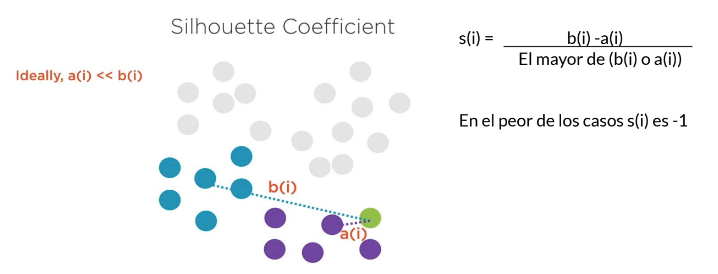 Silhouette Coefficient
Ideally, a(i) << b(i)
b(i)
a(i)
s(i) = b(i) -a(i)
El mayor de (b(i) o a(i))
En el peor de los casos s(i) es -1